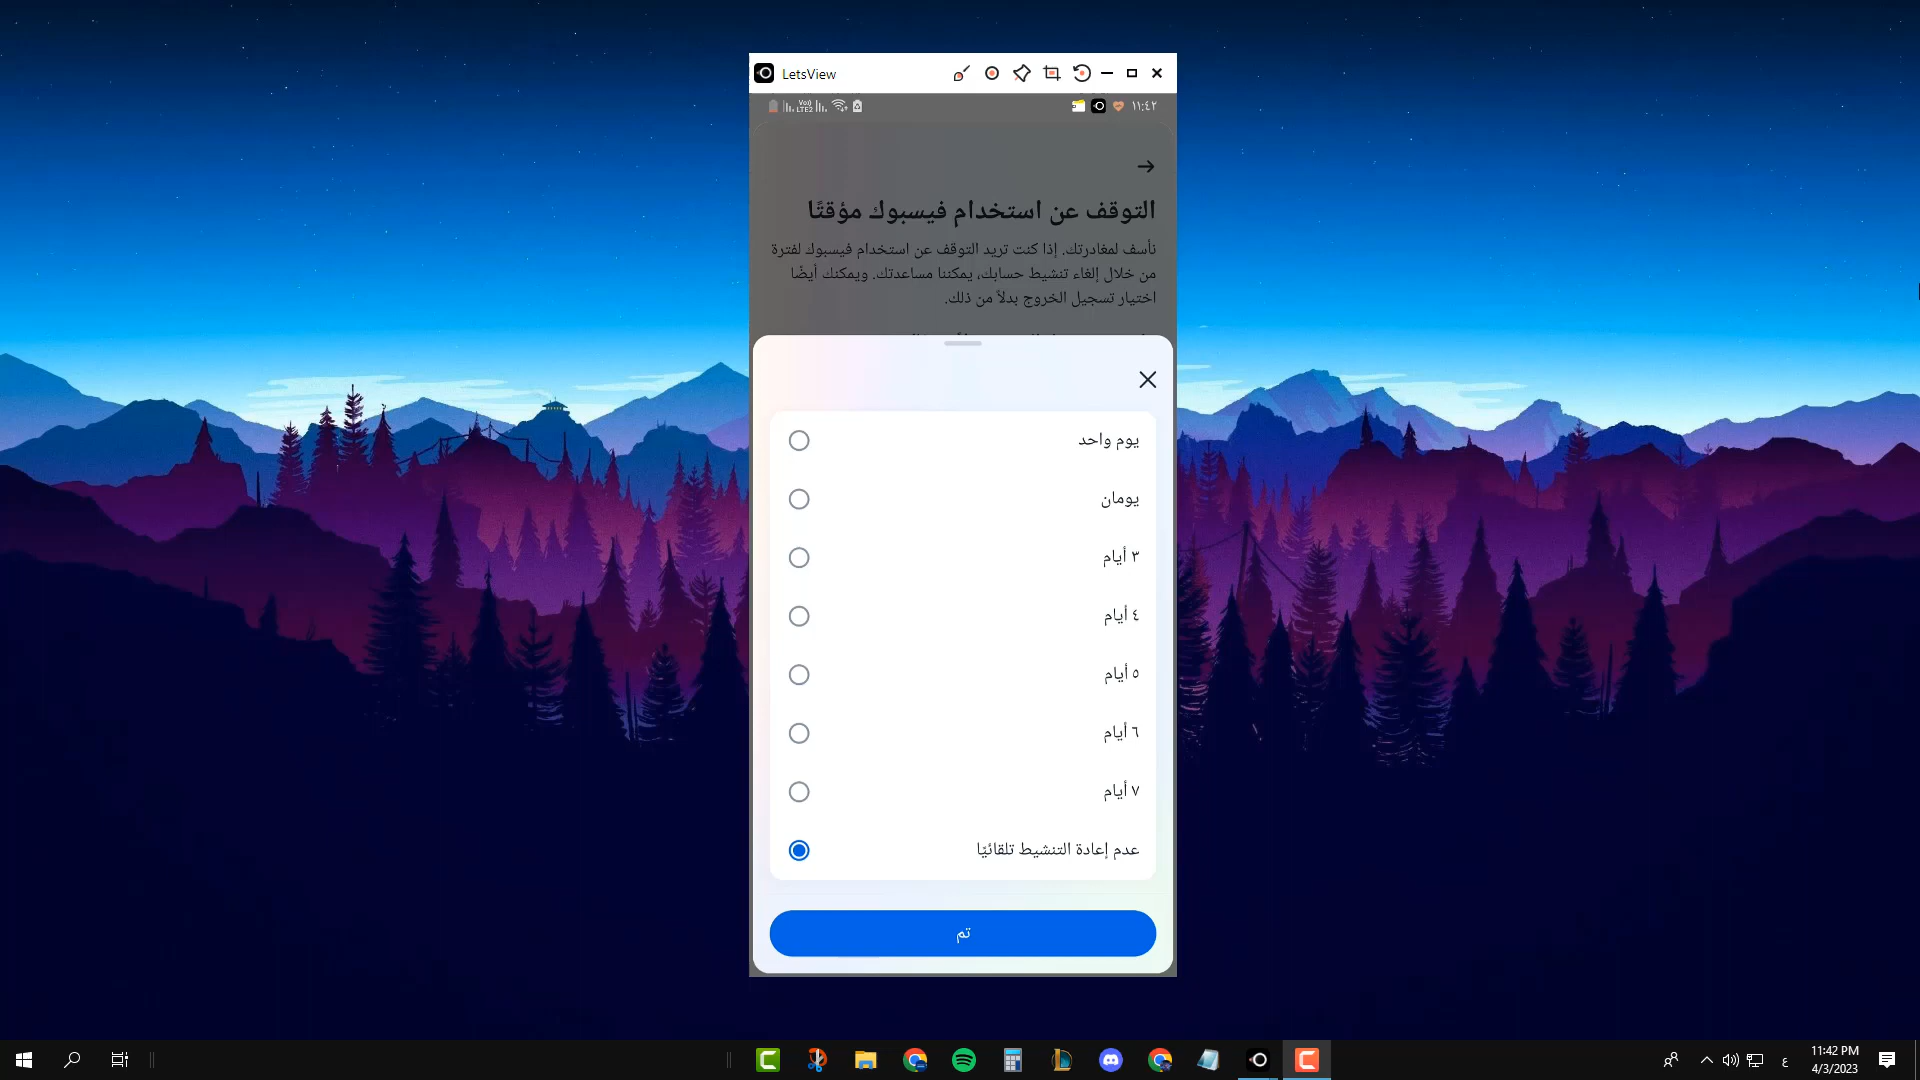 LetsView
Vo)
LTE2
١١:٤٢
التوقف عن استخدام فيسبوك مؤقتًا
نأسف لمغادرتك. إذا كنت تريد التوقف عن استخدام فيسبوك لفترة
من خلال إلغاء تنشيط حسابك، يمكننا مساعدتك. ويمكنك أيضًا
اختيار تسجيل الخروج بدلاً من ذلك.
يوم واحد
يومان
٣ أيام
٤ أيام
٥ أيام
٦ أيام
٧ أيام
عدم إعادة التنشيط تلقائيًا
تم
ع
11:42 PM
4/3/2023